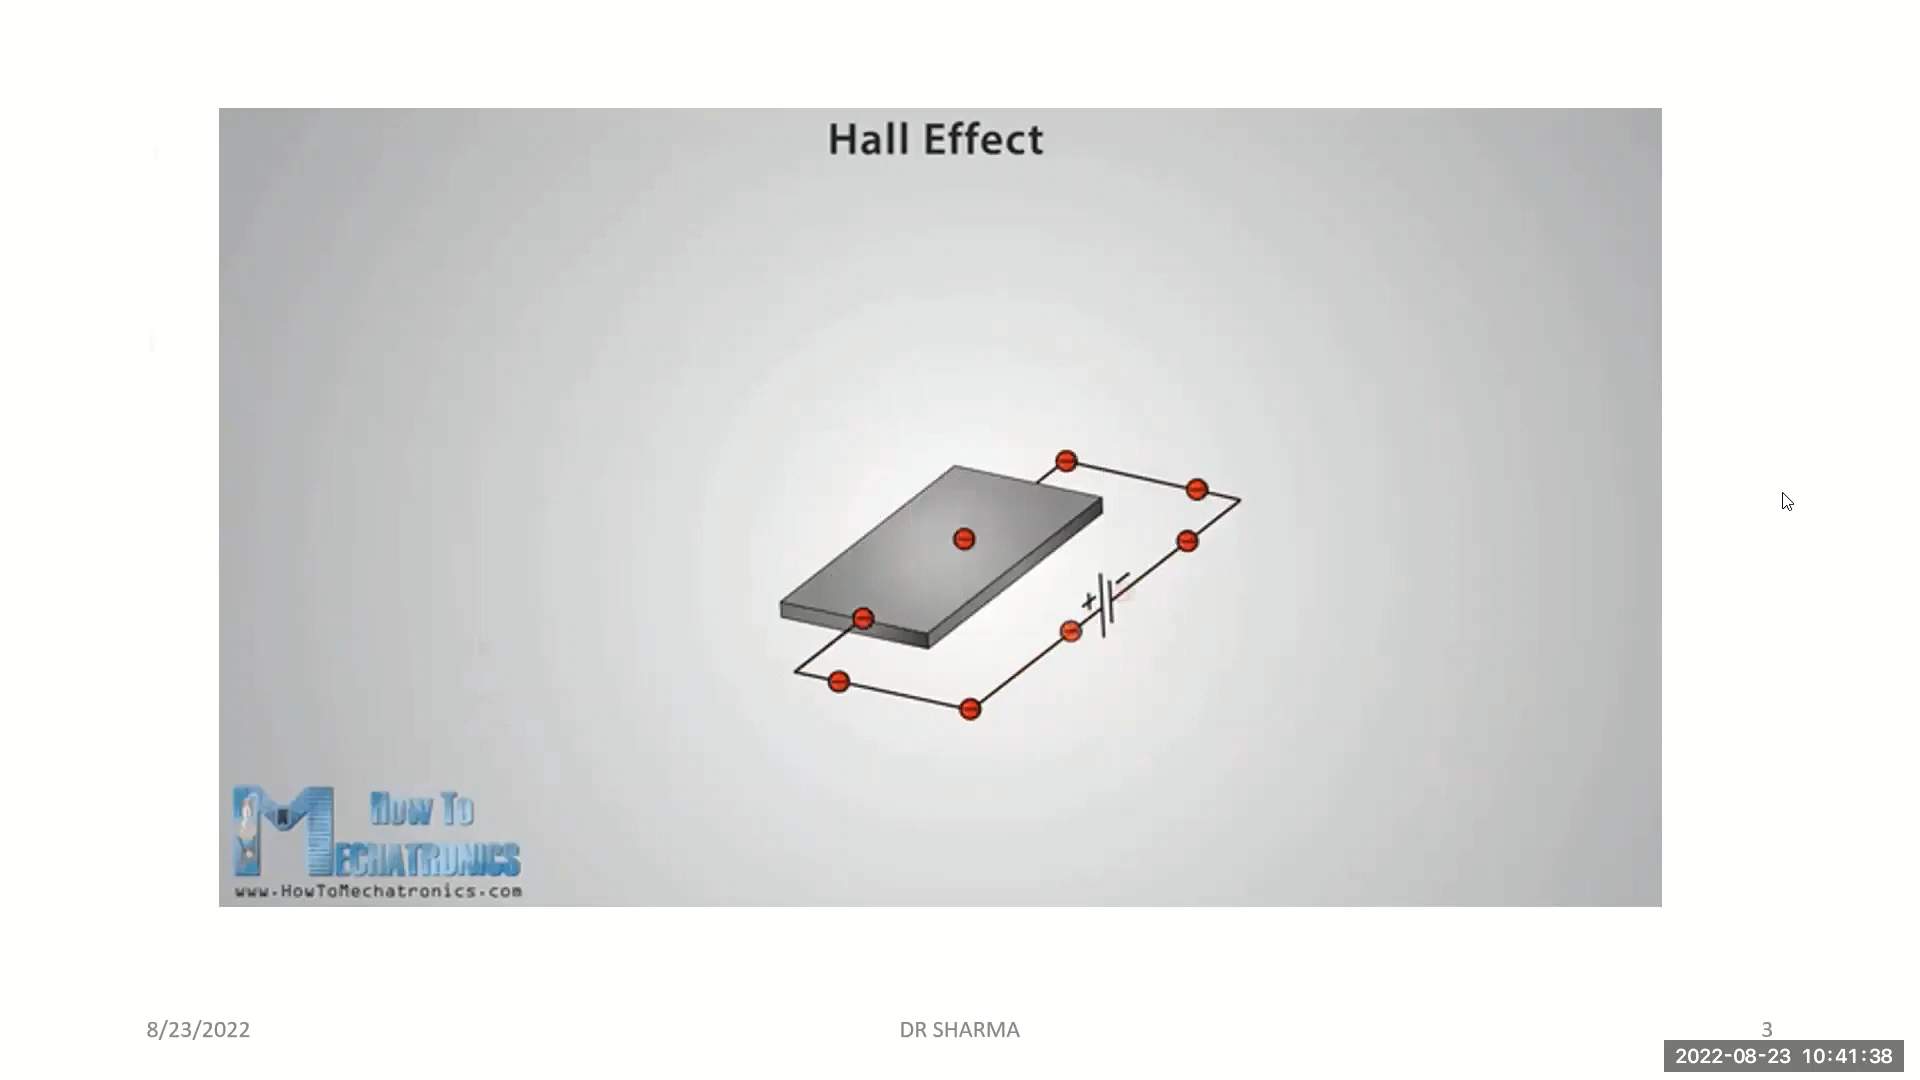 Hall Effect
+ -
How To
MECHATRONICS
www.HowToMechatronics.com
8/23/2022 DR SHARMA 3
2022-08-23 10:41:38